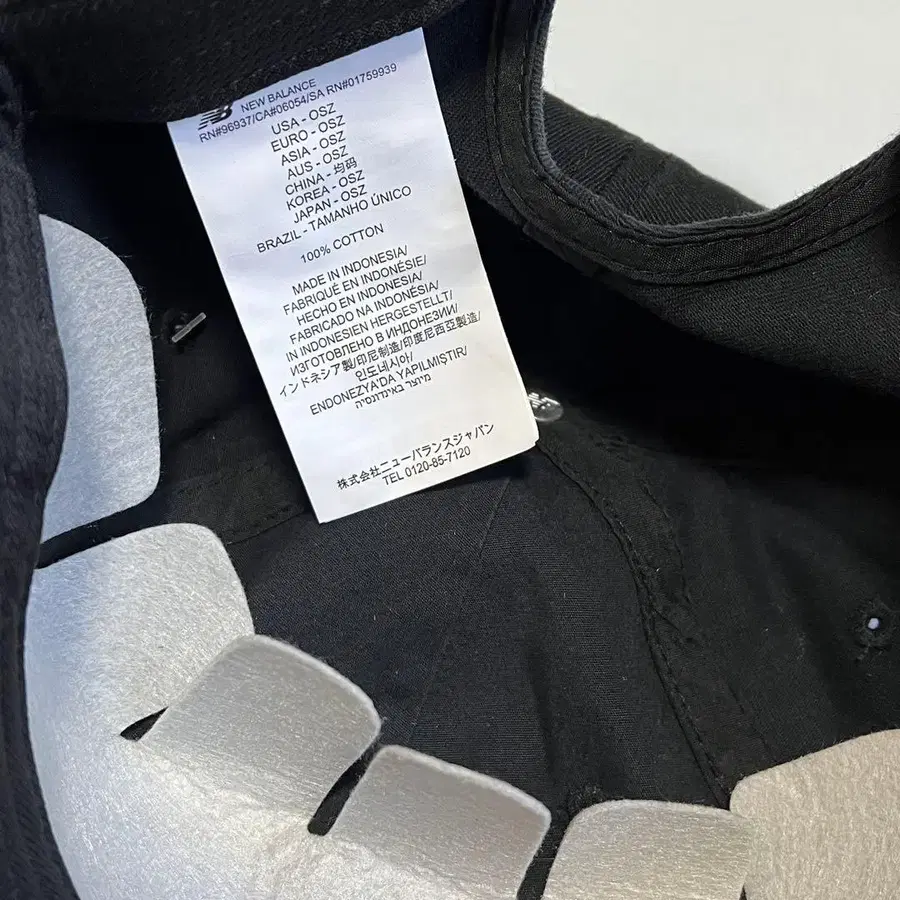 NB NEW BALANCE
RN#96937/CA#06054/SA RN#01759939
USA - OSZ
EURO - OSZ
ASIA - OSZ
AUS - OSZ
CHINA - 均码
KOREA - OSZ
JAPAN - OSZ
BRAZIL - TAMANHO ÚNICO
100% COTTON
MADE IN INDONESIA/
FABRIQUÉ EN INDONÉSIE/
HECHO EN INDONESIA/
FABRICADO NA INDONÉSIA/
IN INDONESIEN HERGESTELLT/
ИЗГОТОВЛЕНО В ИНДОНЕЗИИ/
インドネシア製/印尼制造/印度尼西亞製造/
인도네시아/
ENDONEZYA'DA YAPILMIŞTIR/
מיוצר באינדונסיה
株式会社ニューバランスジャパン
TEL 0120-85-7120